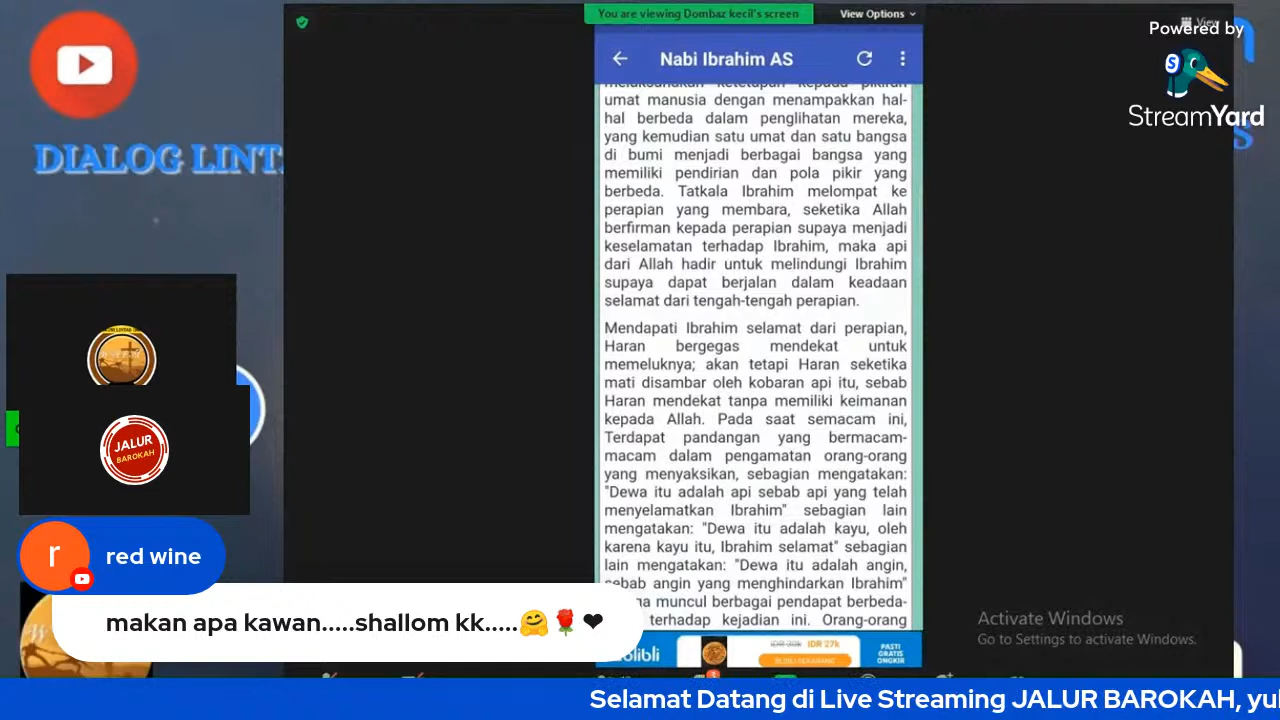 You are viewing Dombaz kecil's screen
View Options
View
Powered by
StreamYard
DIALOG LINT
Nabi Ibrahim AS
melaksanakan ketetapan kepada pikiran
umat manusia dengan menampakkan hal-
hal berbeda dalam penglihatan mereka,
yang kemudian satu umat dan satu bangsa
di bumi menjadi berbagai bangsa yang
memiliki pendirian dan pola pikir yang
berbeda. Tatkala Ibrahim melompat ke
perapian yang membara, seketika Allah
berfirman kepada perapian supaya menjadi
keselamatan terhadap Ibrahim, maka api
dari Allah hadir untuk melindungi Ibrahim
supaya dapat berjalan dalam keadaan
selamat dari tengah-tengah perapian.
Mendapati Ibrahim selamat dari perapian,
Haran bergegas mendekat untuk
memeluknya; akan tetapi Haran seketika
mati disambar oleh kobaran api itu, sebab
Haran mendekat tanpa memiliki keimanan
kepada Allah. Pada saat semacam ini,
Terdapat pandangan yang bermacam-
macam dalam pengamatan orang-orang
yang menyaksikan, sebagian mengatakan:
"Dewa itu adalah api sebab api yang telah
menyelamatkan Ibrahim" sebagian lain
mengatakan: "Dewa itu adalah kayu, oleh
karena kayu itu, Ibrahim selamat" sebagian
lain mengatakan: "Dewa itu adalah angin,
sebab angin yang menghindarkan Ibrahim"
muncul berbagai pendapat berbeda-
terhadap kejadian ini. Orang-orang
JALUR
BAROKAH
r
red wine
makan apa kawan.....shallom kk.....🤗🌹❤
Activate Windows
Go to Settings to activate Windows.
IDR 30k IDR 27k
PASTI
GRATIS
ONGKIR
Selamat Datang di Live Streaming JALUR BAROKAH, yu